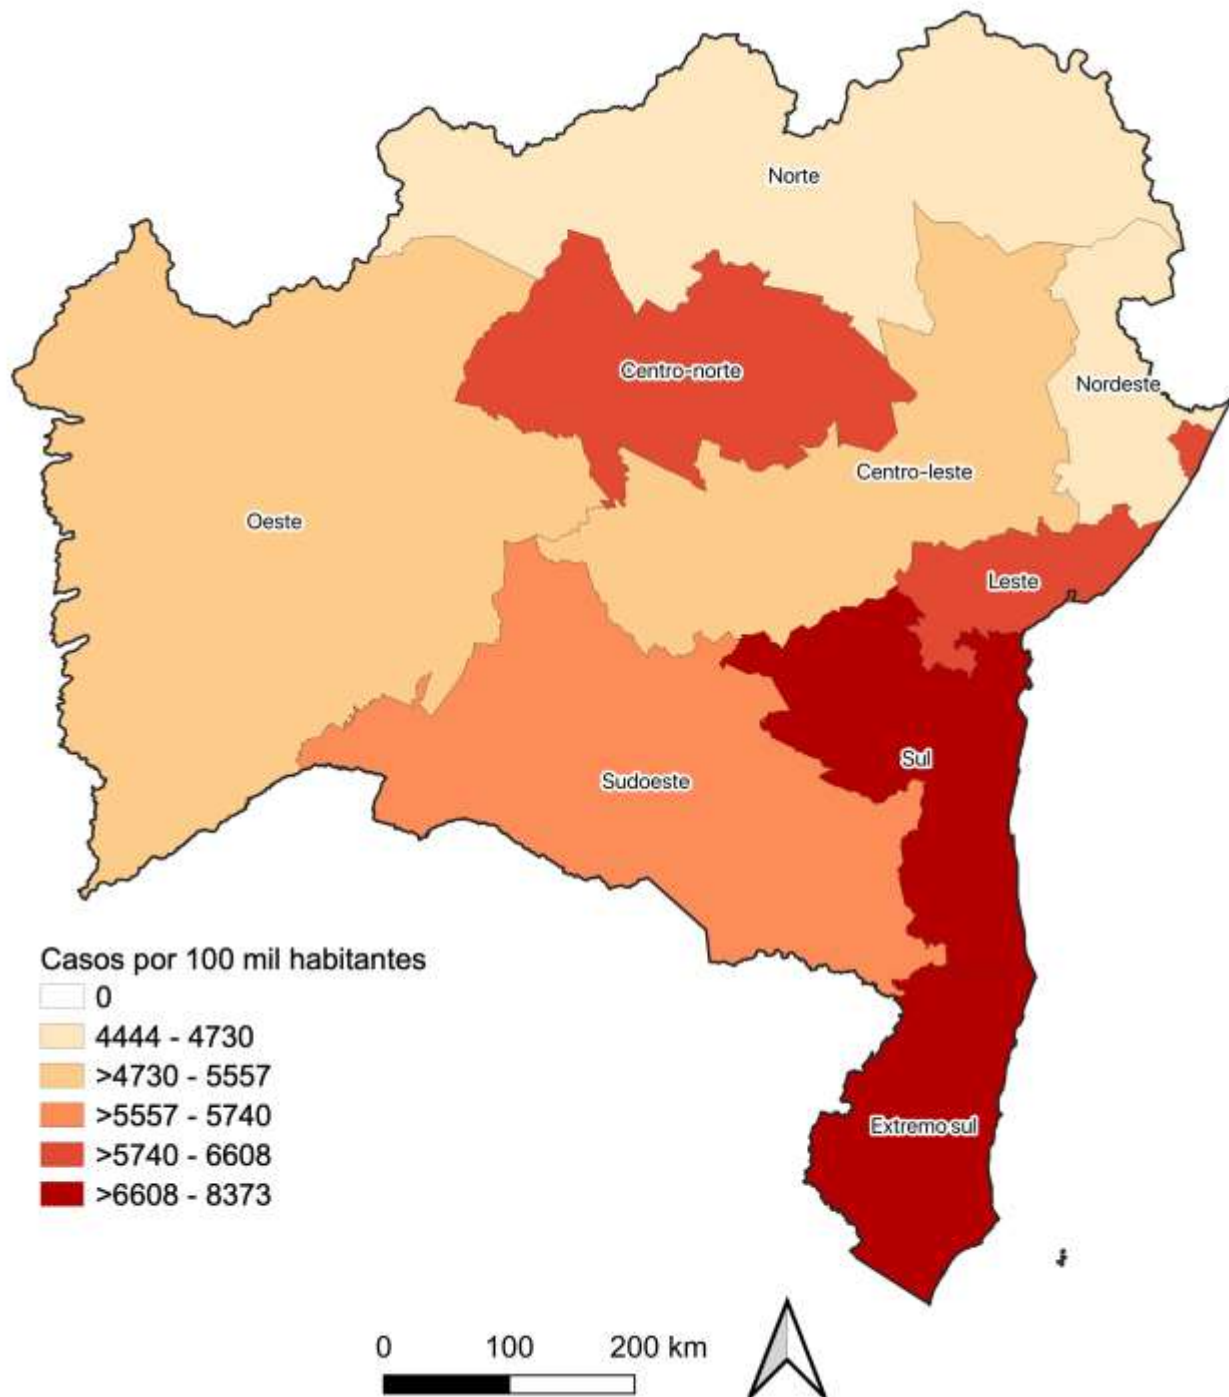 Norte
Centro-norte
Nordeste
Centro-leste
Oeste
Leste
Sul
Sudoeste
Casos por 100 mil habitantes
0
4444 - 4730
>4730 - 5557
>5557 - 5740
>5740 - 6608
>6608 - 8373
Extremo sul
0 100 200 km